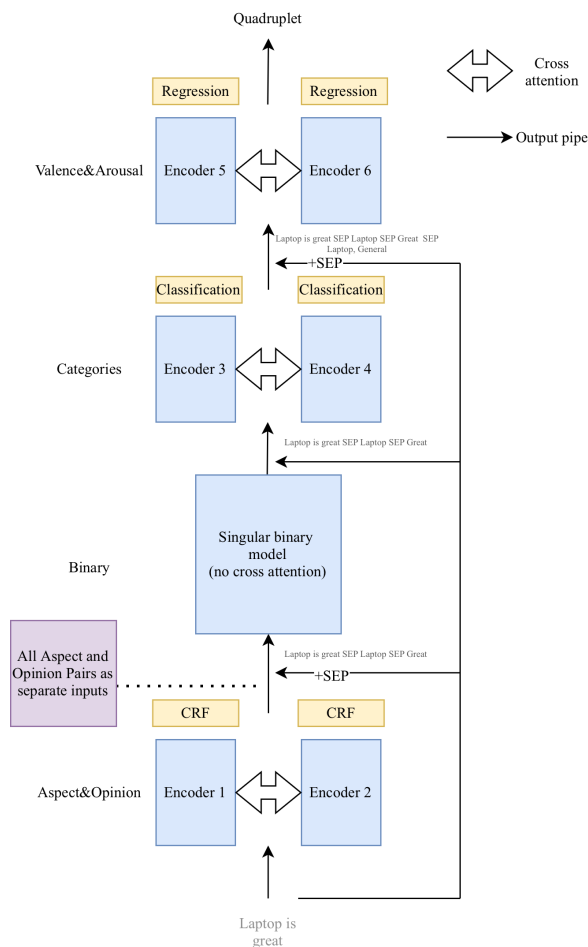 Quadruplet
Regression
Regression
Cross
attention
Encoder 5
Encoder 6
Valence&Arousal
Output pipe
Laptop is great SEP Laptop SEP Great  SEP
Laptop, General
+SEP
Classification
Classification
Encoder 3
Encoder 4
Categories
Laptop is great SEP Laptop SEP Great
Singular binary
model
(no cross attention)
Binary
All Aspect and
Opinion Pairs as
separate inputs
Laptop is great SEP Laptop SEP Great
+SEP
CRF
CRF
Encoder 1
Encoder 2
Aspect&Opinion
Laptop is
great